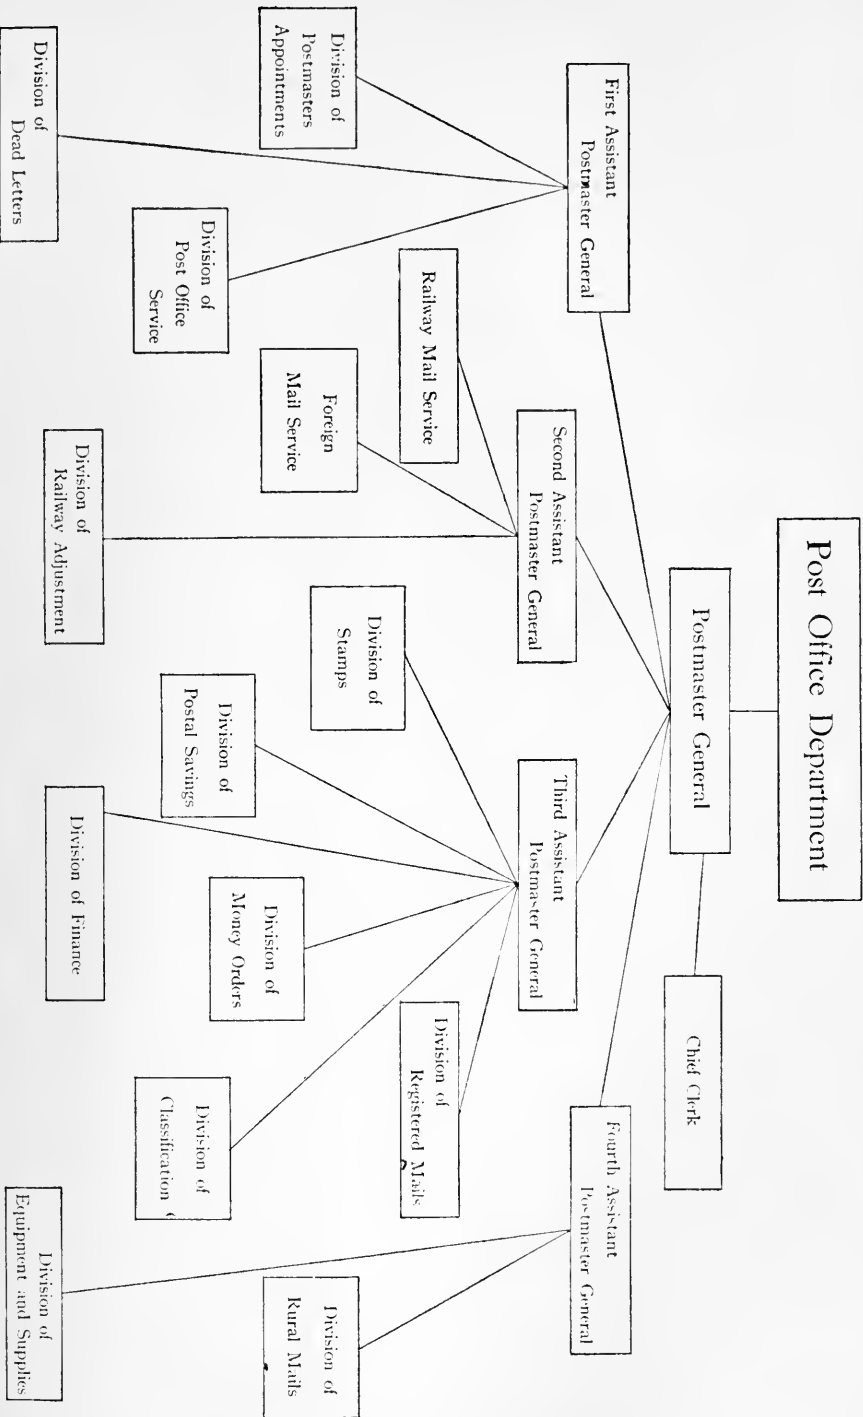 Post Office Department
Postmaster General
Chief Clerk
First Assistant
Postmaster General
Second Assistant
Postmaster General
Third Assistant
Postmaster General
Fourth Assistant
Postmaster General
Division of
Postmasters
Appointments
Division of
Dead Letters
Division of
Post Office
Service
Railway Mail Service
Foreign
Mail Service
Division of
Railway Adjustment
Division of
Stamps
Division of
Postal Savings
Division of Finance
Division of
Money Orders
Division of
Classification
Division of
Registered Mails
Division of
Rural Mails
Division of
Equipment and Supplies